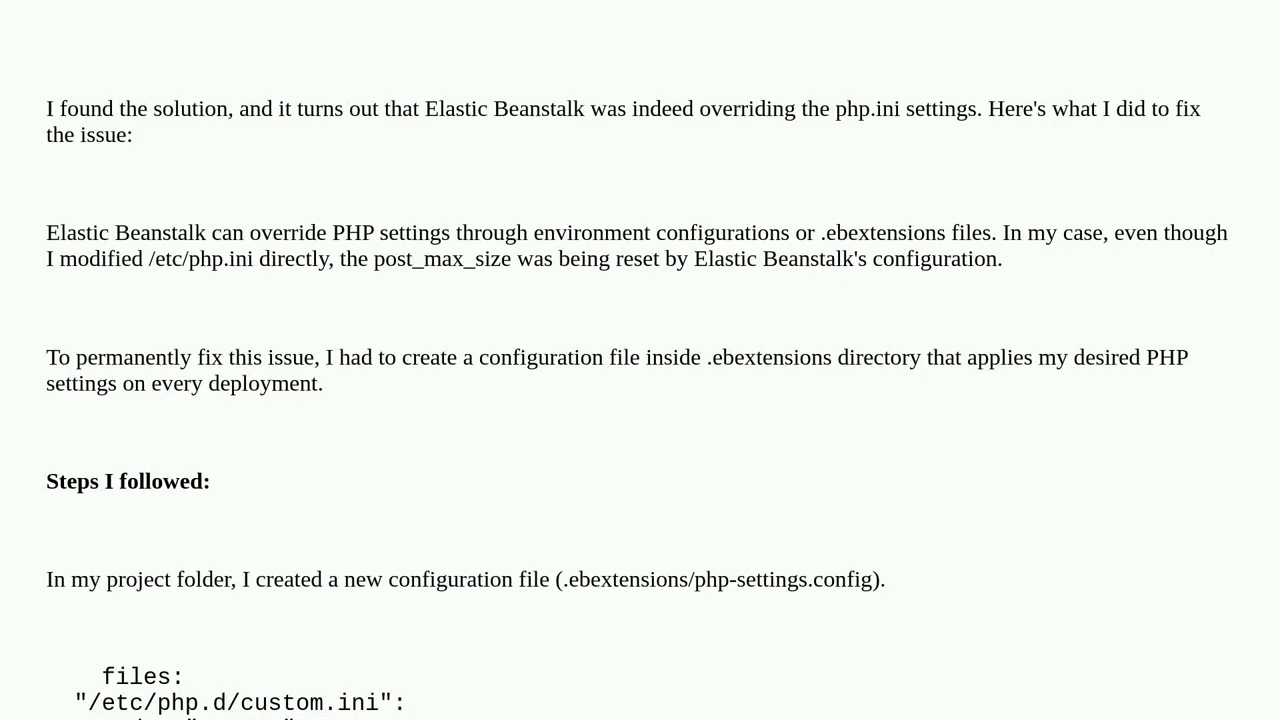 I found the solution, and it turns out that Elastic Beanstalk was indeed overriding the php.ini settings. Here's what I did to fix
the issue:
Elastic Beanstalk can override PHP settings through environment configurations or .ebextensions files. In my case, even though
I modified /etc/php.ini directly, the post_max_size was being reset by Elastic Beanstalk's configuration.
To permanently fix this issue, I had to create a configuration file inside .ebextensions directory that applies my desired PHP
settings on every deployment.
Steps I followed:
In my project folder, I created a new configuration file (.ebextensions/php-settings.config).
files:
"/etc/php.d/custom.ini":